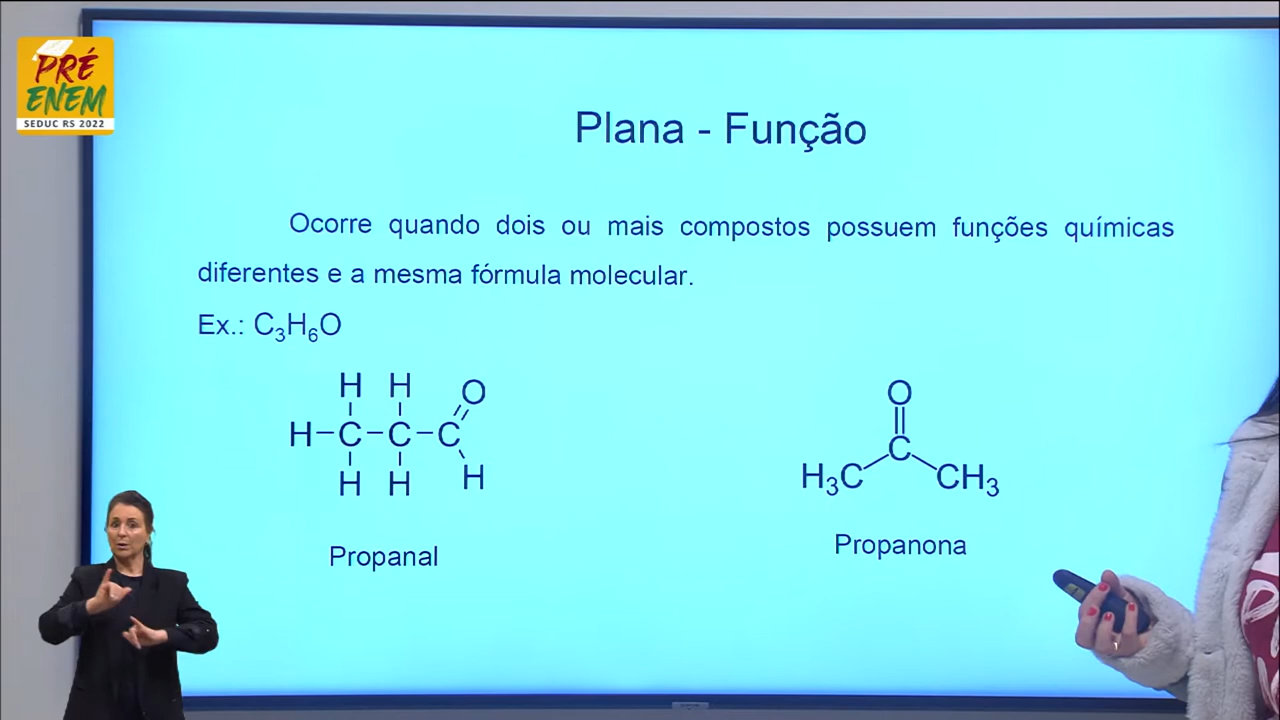 PRÉ
ENEM
SEDUC RS 2022
Plana - Função
Ocorre quando dois ou mais compostos possuem funções químicas
diferentes e a mesma fórmula molecular.
Ex.: C₃H₆O
H H O
H–C–C–C
H H H
O
C
H₃C CH₃
Propanal
Propanona